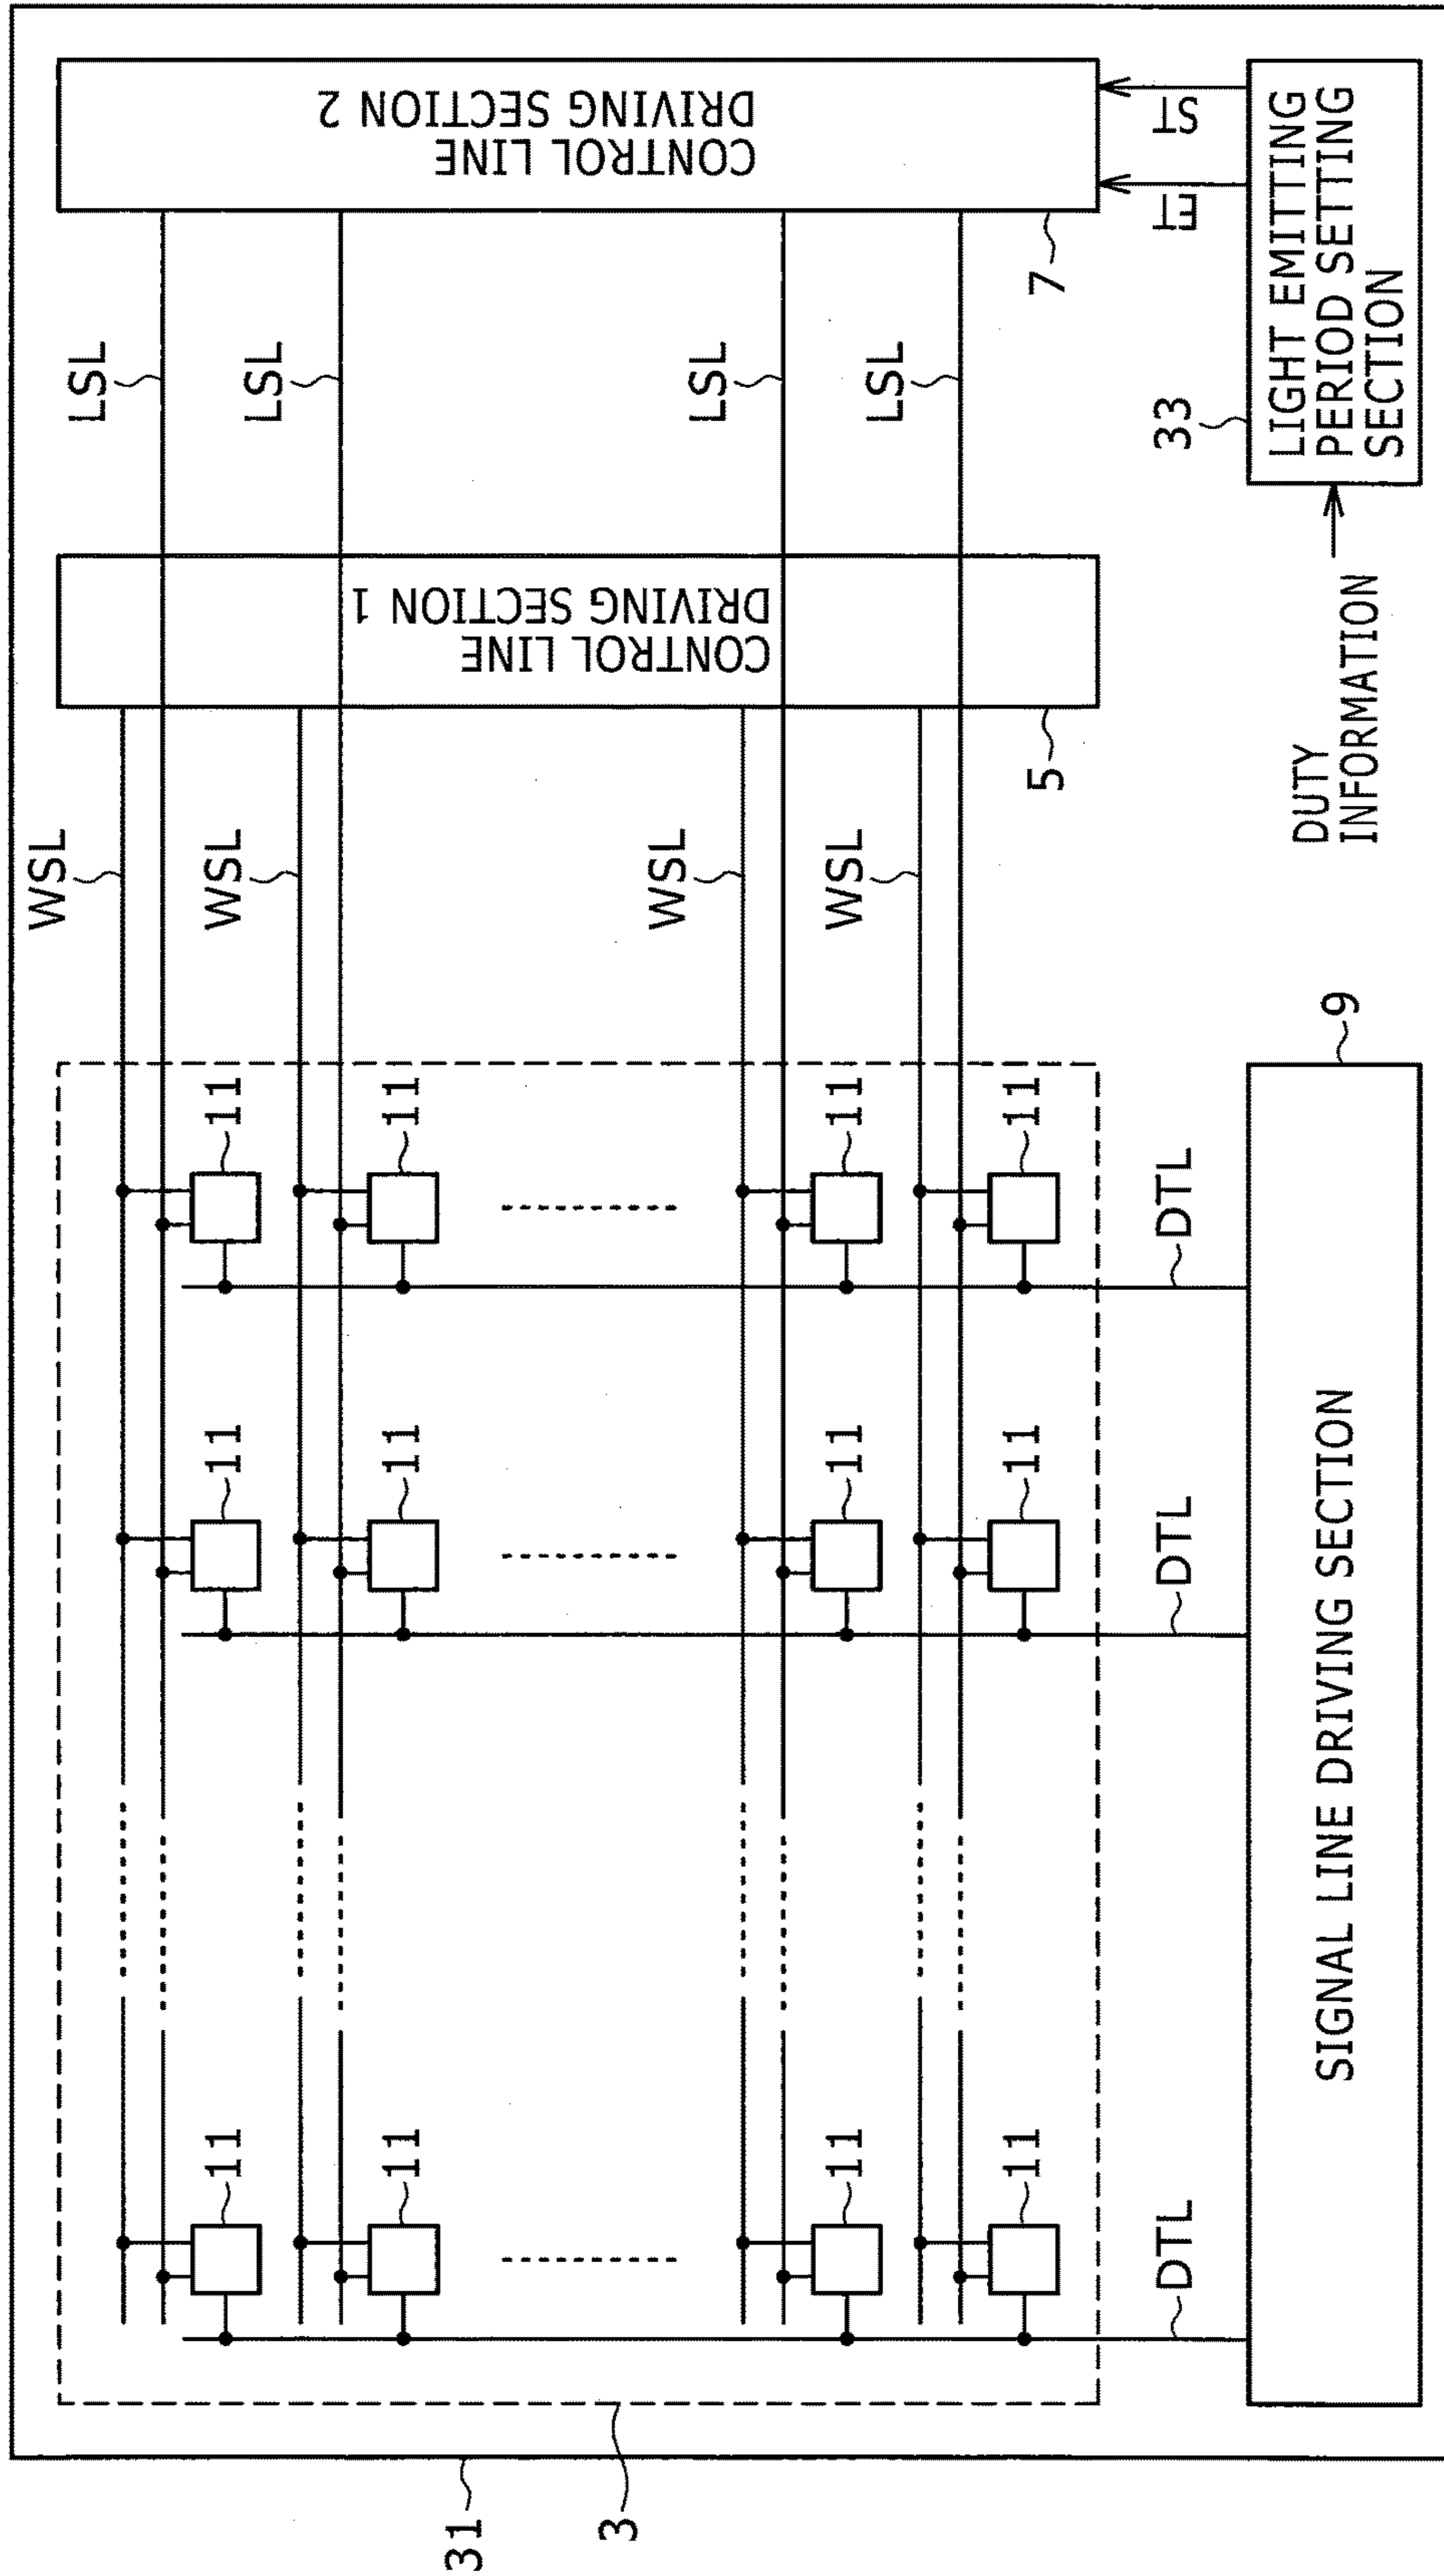 31
3
WSL
LSL
WSL
LSL
WSL
LSL
WSL
LSL
11
11
11
11
11
11
11
11
11
11
11
11
CONTROL LINE
DRIVING SECTION 1
5
CONTROL LINE
DRIVING SECTION 2
7
DTL
DTL
DTL
ET
ST
SIGNAL LINE DRIVING SECTION
9
DUTY
INFORMATION
33
LIGHT EMITTING
PERIOD SETTING
SECTION